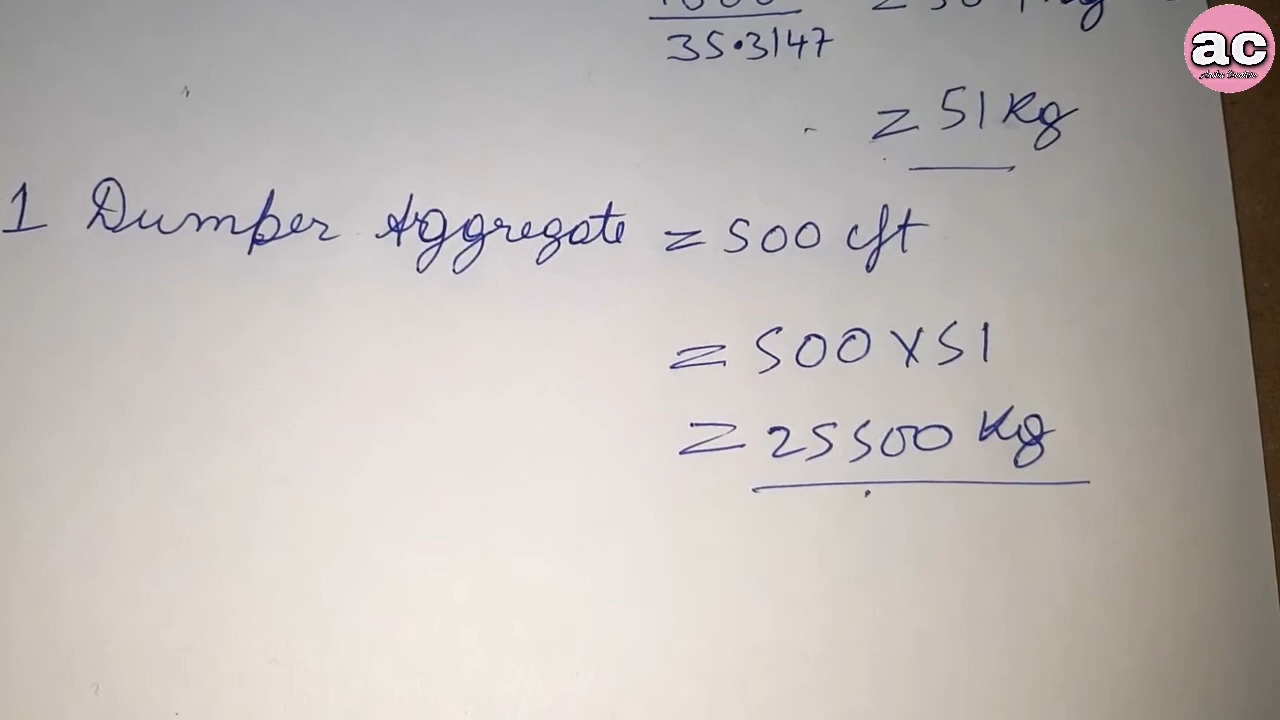 35.3147
= 51 Kg
1 Dumper Aggregate = 500 cft
= 500 X 51
= 25500 Kg
ac